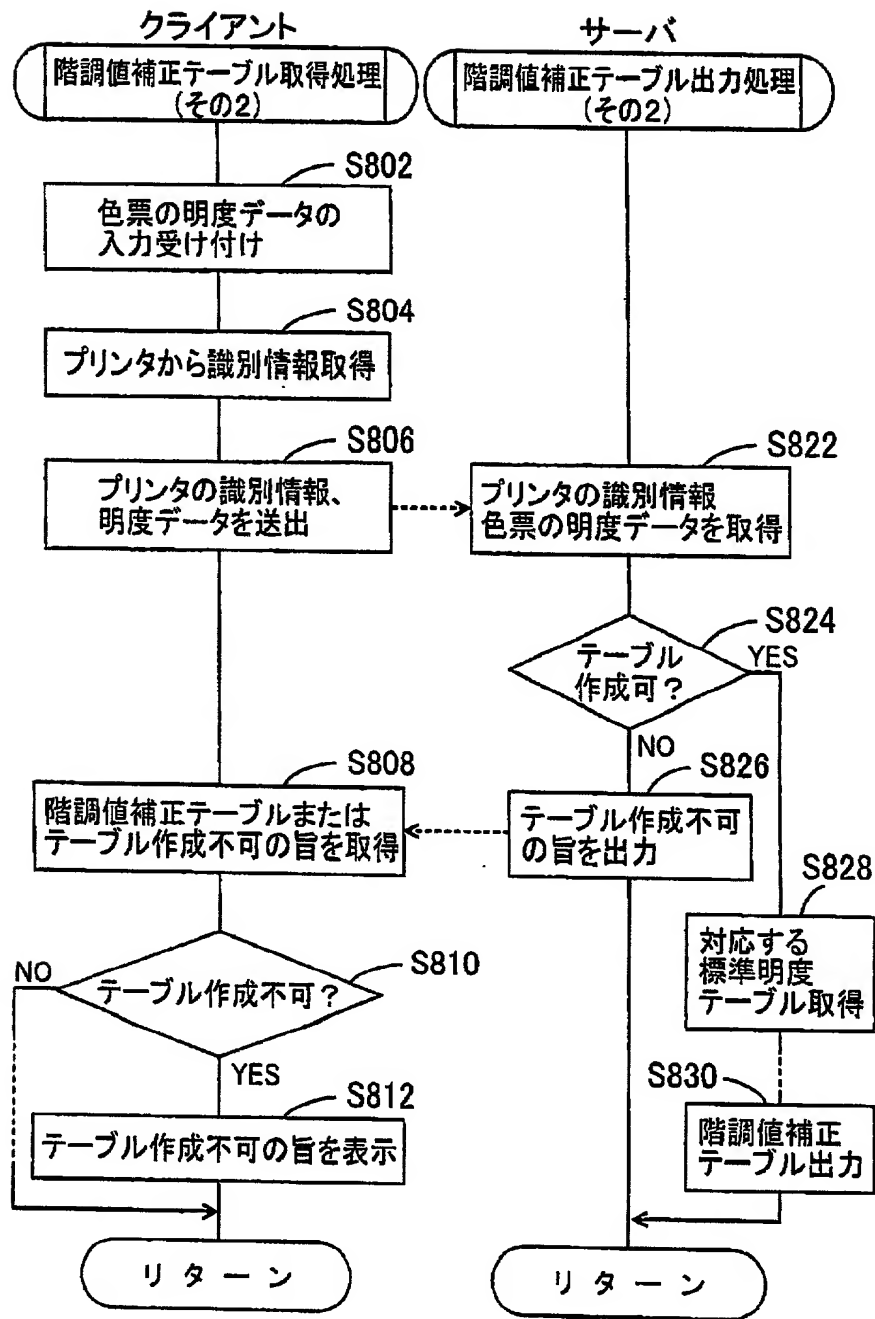 クライアント
階調値補正テーブル取得処理
(その2)
S802
色票の明度データの
入力受け付け
S804
プリンタから識別情報取得
S806
プリンタの識別情報、
明度データを送出
S808
階調値補正テーブルまたは
テーブル作成不可の旨を取得
S810
テーブル作成不可?
NO
YES
S812
テーブル作成不可の旨を表示
リターン
サーバ
階調値補正テーブル出力処理
(その2)
S822
プリンタの識別情報
色票の明度データを取得
S824
テーブル
作成可?
YES
NO
S826
テーブル作成不可
の旨を出力
S828
対応する
標準明度
テーブル取得
S830
階調値補正
テーブル出力
リターン